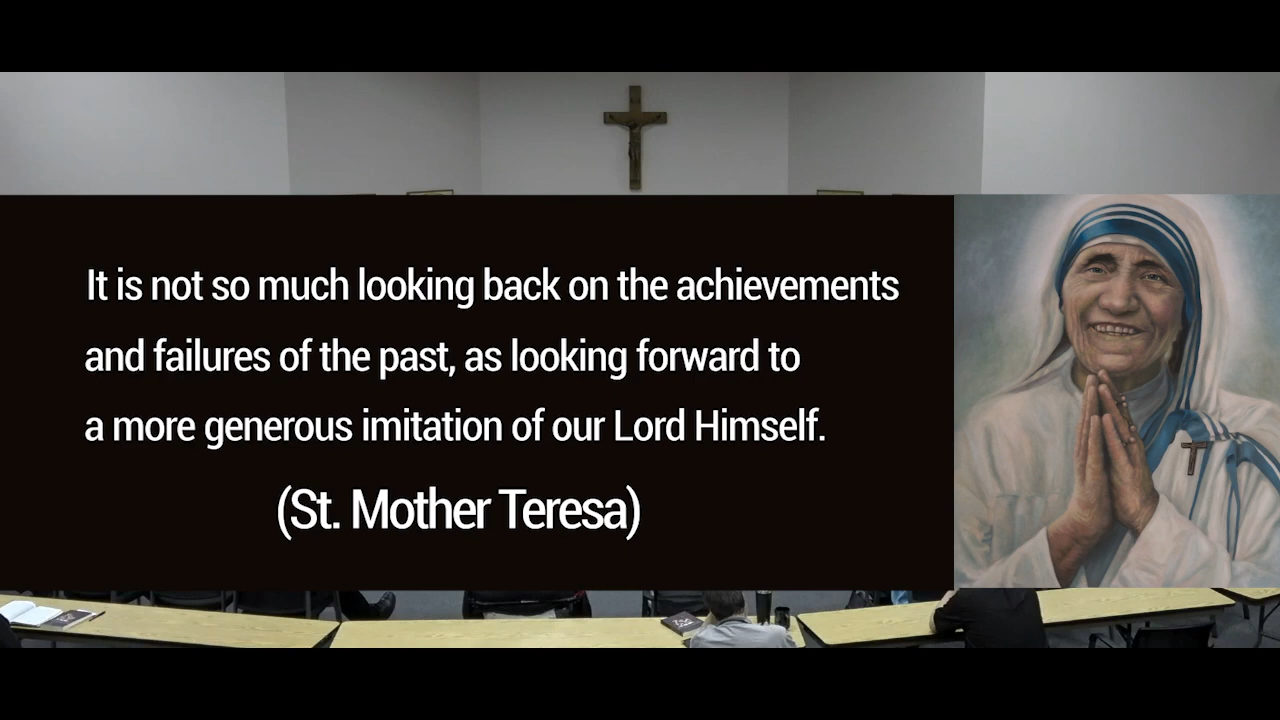 It is not so much looking back on the achievements
and failures of the past, as looking forward to
a more generous imitation of our Lord Himself.
(St. Mother Teresa)